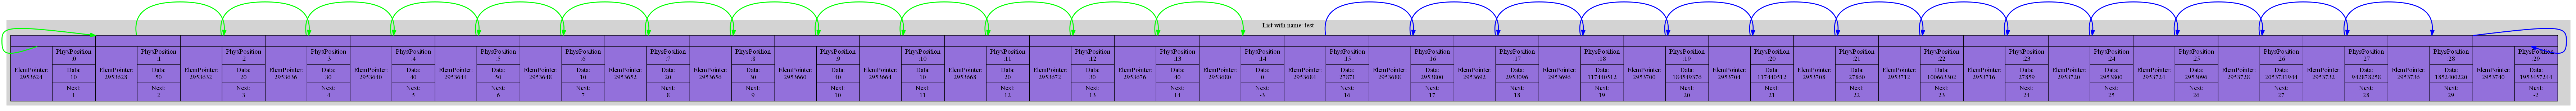 List with name: test
ElemPointer:
2953624
PhysPosition
:0
Data:
10
Next:
1
ElemPointer:
2953628
PhysPosition
:1
Data:
50
Next:
2
ElemPointer:
2953632
PhysPosition
:2
Data:
20
Next:
3
ElemPointer:
2953636
PhysPosition
:3
Data:
30
Next:
4
ElemPointer:
2953640
PhysPosition
:4
Data:
40
Next:
5
ElemPointer:
2953644
PhysPosition
:5
Data:
50
Next:
6
ElemPointer:
2953648
PhysPosition
:6
Data:
10
Next:
7
ElemPointer:
2953652
PhysPosition
:7
Data:
20
Next:
8
ElemPointer:
2953656
PhysPosition
:8
Data:
30
Next:
9
ElemPointer:
2953660
PhysPosition
:9
Data:
40
Next:
10
ElemPointer:
2953664
PhysPosition
:10
Data:
10
Next:
11
ElemPointer:
2953668
PhysPosition
:11
Data:
20
Next:
12
ElemPointer:
2953672
PhysPosition
:12
Data:
30
Next:
13
ElemPointer:
2953676
PhysPosition
:13
Data:
40
Next:
14
ElemPointer:
2953680
PhysPosition
:14
Data:
0
Next:
-3
ElemPointer:
2953684
PhysPosition
:15
Data:
27871
Next:
16
ElemPointer:
2953688
PhysPosition
:16
Data:
2953800
Next:
17
ElemPointer:
2953692
PhysPosition
:17
Data:
2953096
Next:
18
ElemPointer:
2953696
PhysPosition
:18
Data:
117440512
Next:
19
ElemPointer:
2953700
PhysPosition
:19
Data:
184549376
Next:
20
ElemPointer:
2953704
PhysPosition
:20
Data:
117440512
Next:
21
ElemPointer:
2953708
PhysPosition
:21
Data:
27860
Next:
22
ElemPointer:
2953712
PhysPosition
:22
Data:
100663302
Next:
23
ElemPointer:
2953716
PhysPosition
:23
Data:
27859
Next:
24
ElemPointer:
2953720
PhysPosition
:24
Data:
2953800
Next:
25
ElemPointer:
2953724
PhysPosition
:25
Data:
2953096
Next:
26
ElemPointer:
2953728
PhysPosition
:26
Data:
2053731944
Next:
27
ElemPointer:
2953732
PhysPosition
:27
Data:
942878258
Next:
28
ElemPointer:
2953736
PhysPosition
:28
Data:
1852400220
Next:
29
ElemPointer:
2953740
PhysPosition
:29
Data:
1953457244
Next:
-2